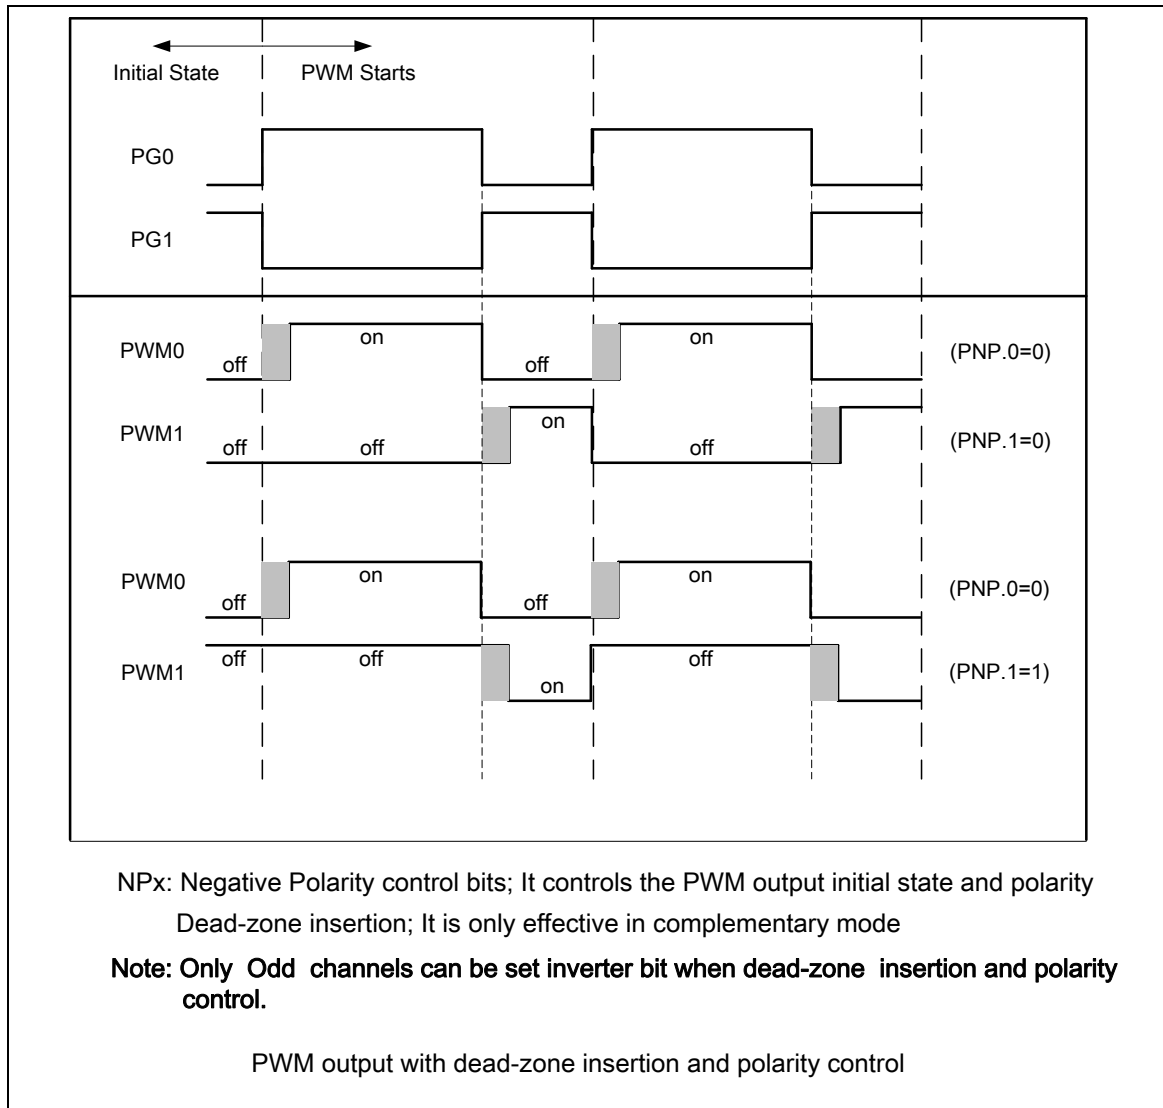 Initial State PWM Starts
PG0
PG1
PWM0 off on off on (PNP.0=0)
PWM1 off off on off (PNP.1=0)
PWM0 off on off on (PNP.0=0)
PWM1 off off on off (PNP.1=1)
NPx: Negative Polarity control bits; It controls the PWM output initial state and polarity
Dead-zone insertion; It is only effective in complementary mode
Note: Only Odd channels can be set inverter bit when dead-zone insertion and polarity
control.
PWM output with dead-zone insertion and polarity control